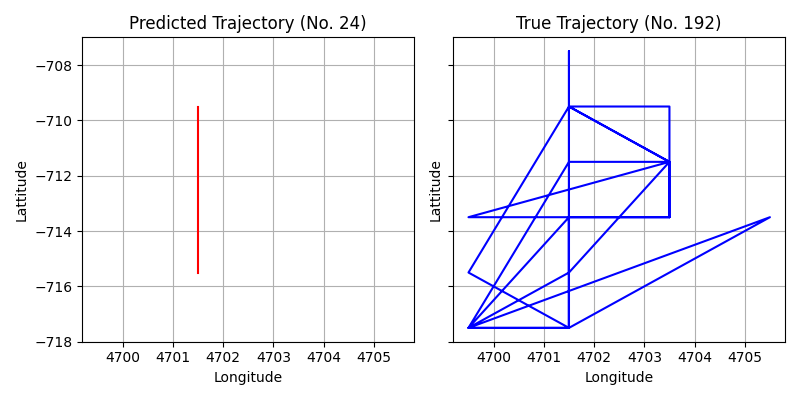 Predicted Trajectory (No. 24)
−708
−710
−712
−714
−716
−718
Lattitude
4700 4701 4702 4703 4704 4705
Longitude
True Trajectory (No. 192)
Lattitude
4700 4701 4702 4703 4704 4705
Longitude